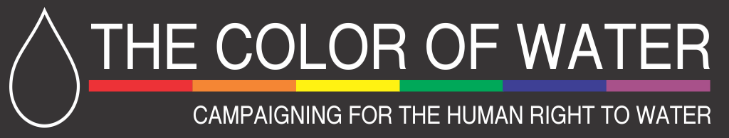 THE COLOR OF WATER
CAMPAIGNING FOR THE HUMAN RIGHT TO WATER